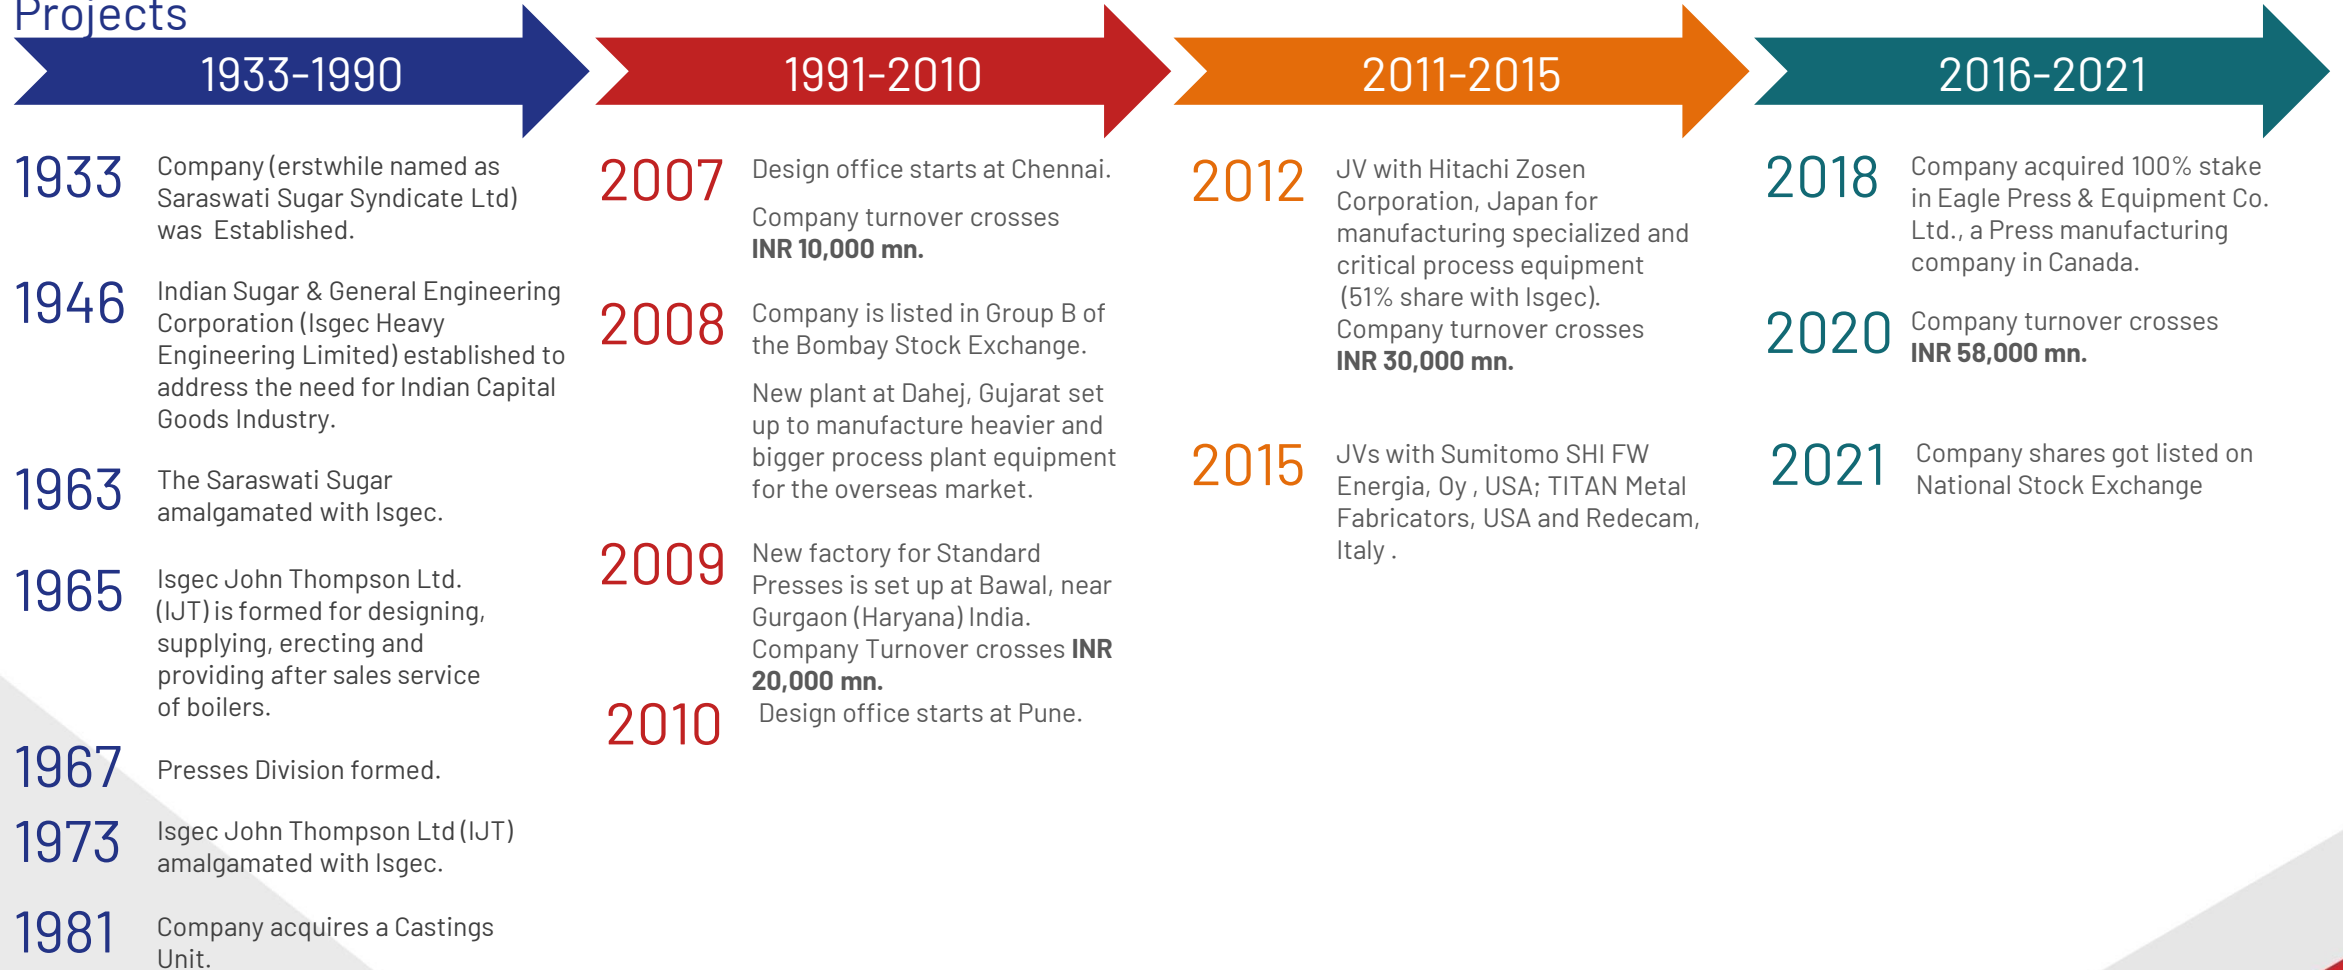 Projects
1933-1990
1933
Company (erstwhile named as
Saraswati Sugar Syndicate Ltd)
was Established.
1946
Indian Sugar & General Engineering
Corporation (Isgec Heavy
Engineering Limited) established to
address the need for Indian Capital
Goods Industry.
1963
The Saraswati Sugar
amalgamated with Isgec.
1965
Isgec John Thompson Ltd.
(IJT) is formed for designing,
supplying, erecting and
providing after sales service
of boilers.
1967
Presses Division formed.
1973
Isgec John Thompson Ltd (IJT)
amalgamated with Isgec.
1981
Company acquires a Castings
Unit.
1991-2010
2007
Design office starts at Chennai.
Company turnover crosses
INR 10,000 mn.
2008
Company is listed in Group B of
the Bombay Stock Exchange.
New plant at Dahej, Gujarat set
up to manufacture heavier and
bigger process plant equipment
for the overseas market.
2009
New factory for Standard
Presses is set up at Bawal, near
Gurgaon (Haryana) India.
Company Turnover crosses INR
20,000 mn.
2010
Design office starts at Pune.
2011-2015
2012
JV with Hitachi Zosen
Corporation, Japan for
manufacturing specialized and
critical process equipment
(51% share with Isgec).
Company turnover crosses
INR 30,000 mn.
2015
JVs with Sumitomo SHI FW
Energia, Oy , USA; TITAN Metal
Fabricators, USA and Redecam,
Italy .
2016-2021
2018
Company acquired 100% stake
in Eagle Press & Equipment Co.
Ltd., a Press manufacturing
company in Canada.
2020
Company turnover crosses
INR 58,000 mn.
2021
Company shares got listed on
National Stock Exchange